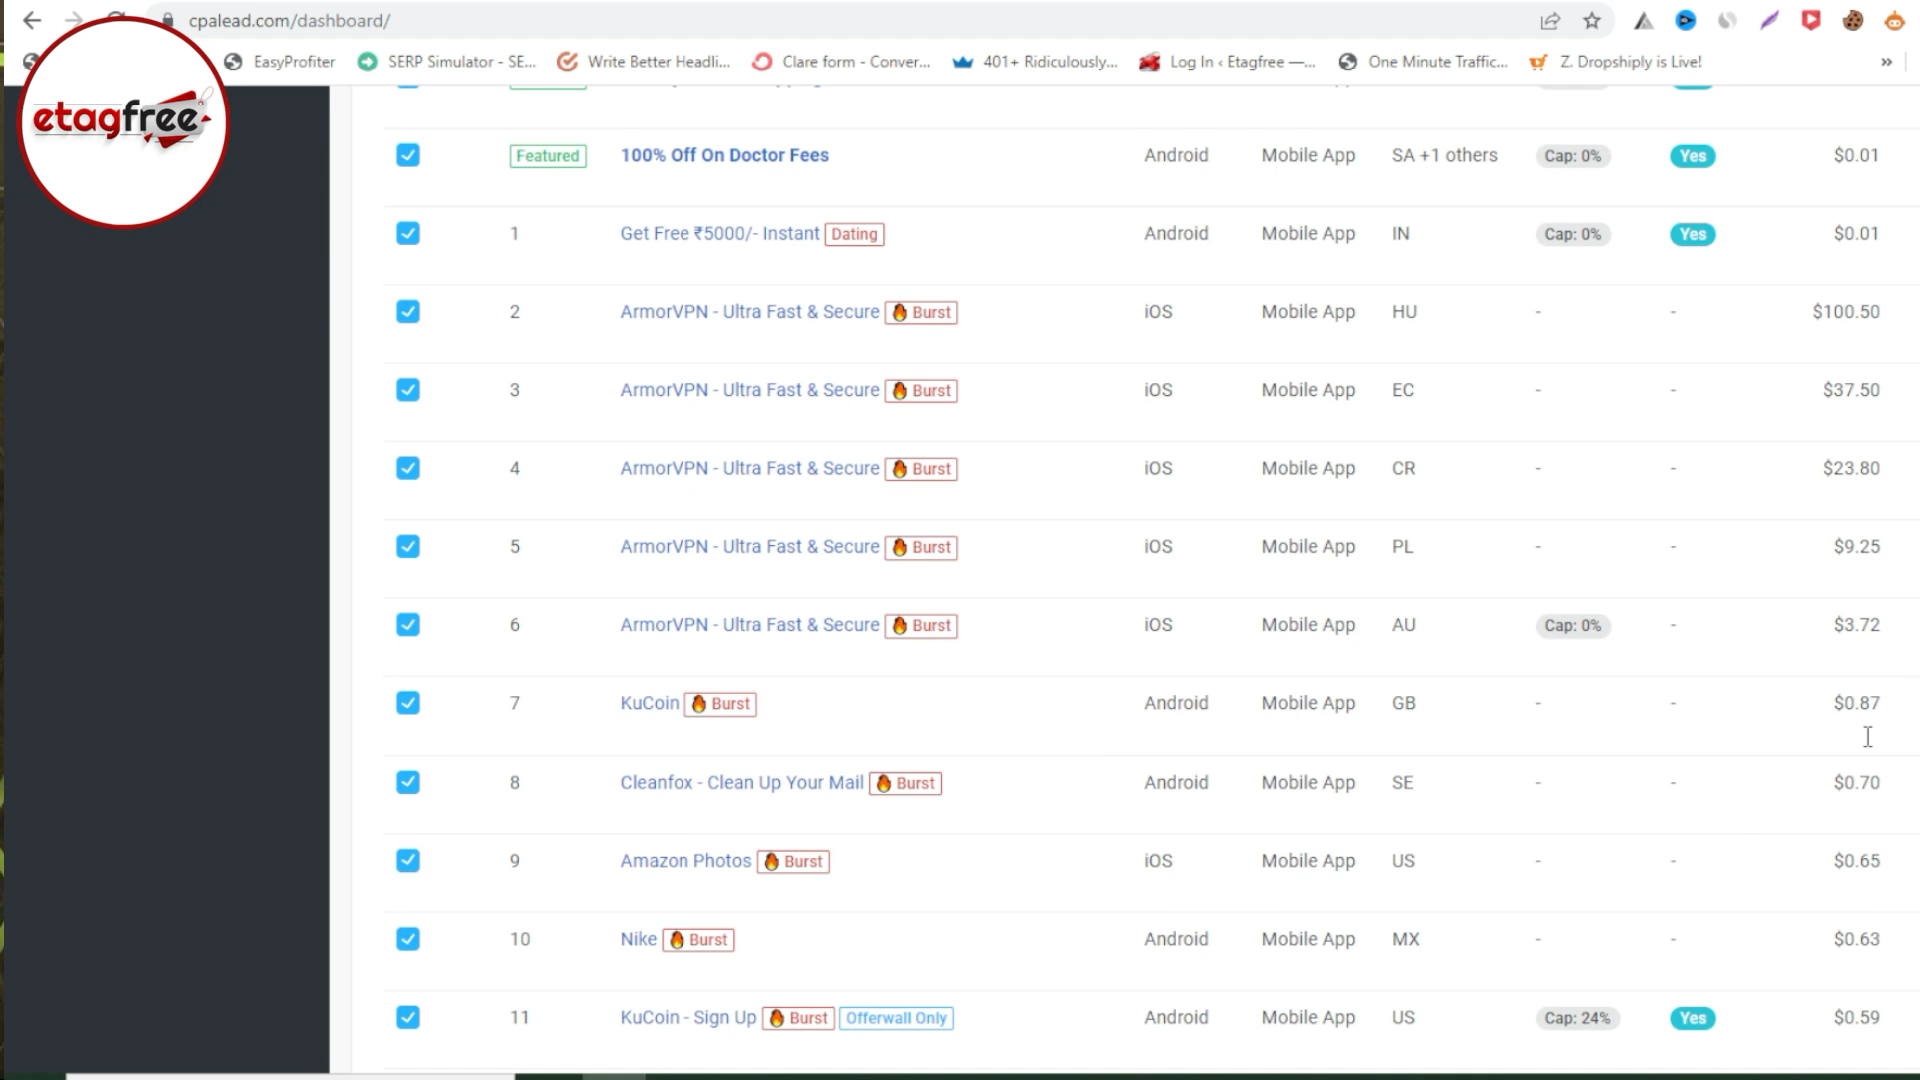 cpalead.com/dashboard/
EasyProfiter
SERP Simulator - SE...
Write Better Headli...
Clare form - Conver...
401+ Ridiculously...
Log In ‹ Etagfree —...
One Minute Traffic...
Z. Dropshiply is Live!
»
etagfree
Featured 100% Off On Doctor Fees Android Mobile App SA +1 others Cap: 0% Yes $0.01
1 Get Free ₹5000/- Instant Dating Android Mobile App IN Cap: 0% Yes $0.01
2 ArmorVPN - Ultra Fast & Secure Burst iOS Mobile App HU - - $100.50
3 ArmorVPN - Ultra Fast & Secure Burst iOS Mobile App EC - - $37.50
4 ArmorVPN - Ultra Fast & Secure Burst iOS Mobile App CR - - $23.80
5 ArmorVPN - Ultra Fast & Secure Burst iOS Mobile App PL - - $9.25
6 ArmorVPN - Ultra Fast & Secure Burst iOS Mobile App AU Cap: 0% - $3.72
7 KuCoin Burst Android Mobile App GB - - $0.87
8 Cleanfox - Clean Up Your Mail Burst Android Mobile App SE - - $0.70
9 Amazon Photos Burst iOS Mobile App US - - $0.65
10 Nike Burst Android Mobile App MX - - $0.63
11 KuCoin - Sign Up Burst Offerwall Only Android Mobile App US Cap: 24% Yes $0.59